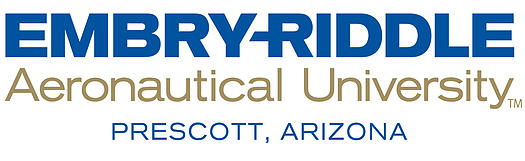 EMBRY-RIDDLE
Aeronautical University™
PRESCOTT, ARIZONA